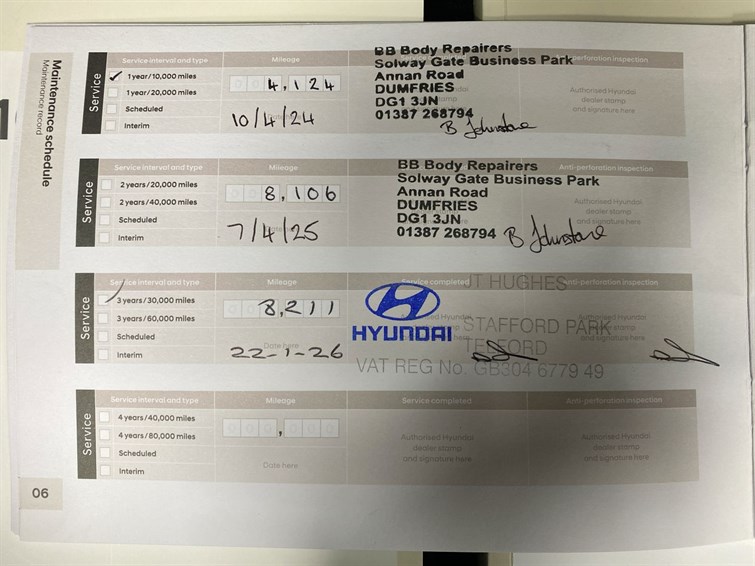 Maintenance schedule
Maintenance record
Service
Service interval and type
Mileage
1 year/10,000 miles
1 year/20,000 miles
Scheduled
Interim
4,124
10/4/24
BB Body Repairers
Solway Gate Business Park
Annan Road
DUMFRIES
DG1 3JN
01387 268794
B Johnstone
perforation inspection
Authorised Hyundai
dealer stamp
and signature here
Service
Service interval and type
Mileage
2 years/20,000 miles
2 years/40,000 miles
Scheduled
Interim
8,106
7/4/25
BB Body Repairers
Solway Gate Business Park
Annan Road
DUMFRIES
DG1 3JN
01387 268794
B Johnstone
Anti-perforation inspection
Authorised Hyundai
dealer stamp
and signature here
Service
Service interval and type
Mileage
3 years/30,000 miles
3 years/60,000 miles
Scheduled
Interim
8,211
Date here
22-1-26
Service completed
HYUNDAI
JT HUGHES
STAFFORD PARK
TELFORD
VAT REG No. GB304 6779 49
Anti-perforation inspection
Service
Service interval and type
Mileage
4 years/40,000 miles
4 years/80,000 miles
Scheduled
Interim
Date here
Service completed
Authorised Hyundai
dealer stamp
and signature here
Anti-perforation inspection
Authorised Hyundai
dealer stamp
and signature here
06